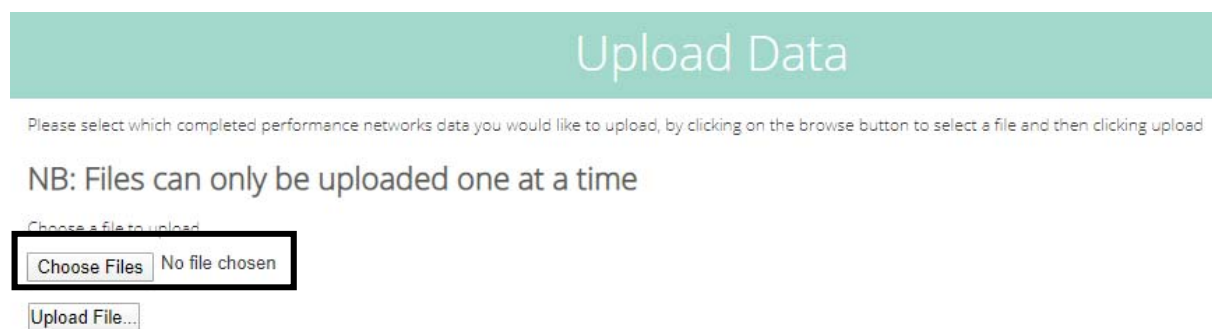 Upload Data
Please select which completed performance networks data you would like to upload, by clicking on the browse button to select a file and then clicking upload
NB: Files can only be uploaded one at a time
Choose a file to upload
Choose Files No file chosen
Upload File...